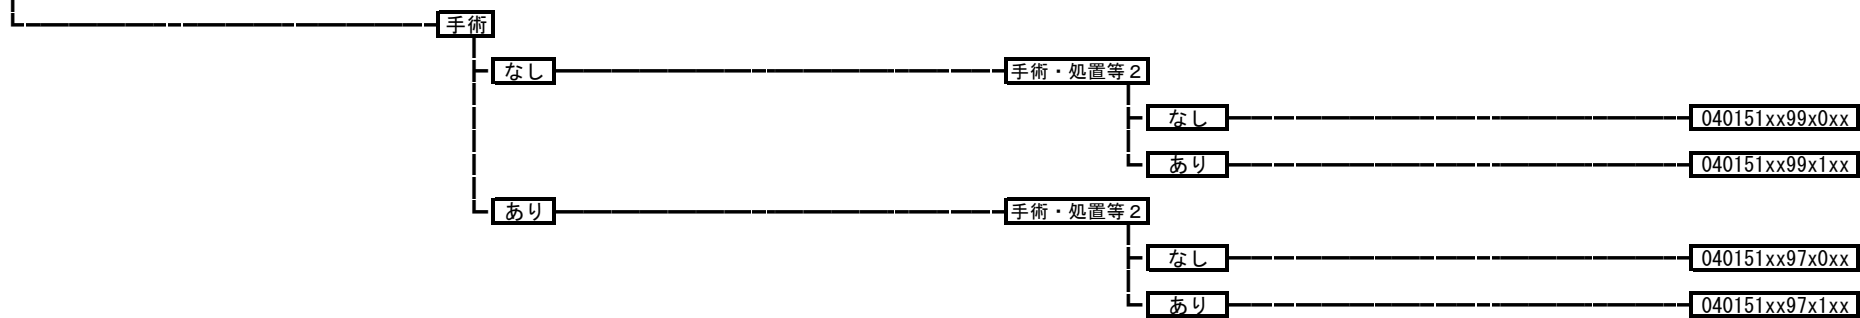 手術
なし 手術・処置等２
なし 040151xx99x0xx
あり 040151xx99x1xx
あり 手術・処置等２
なし 040151xx97x0xx
あり 040151xx97x1xx